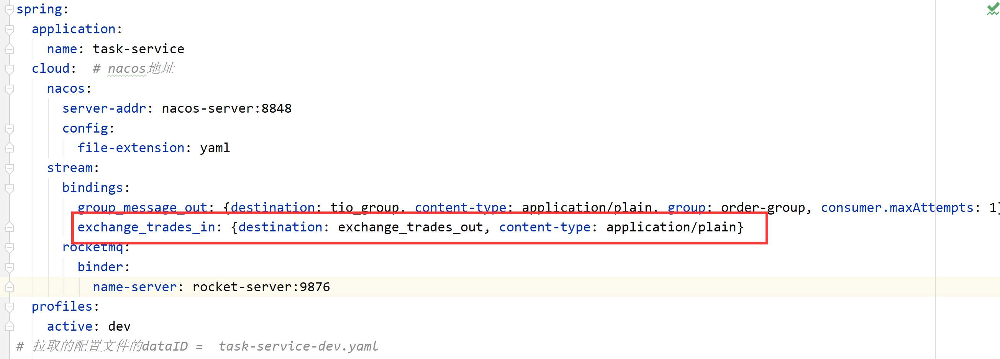 spring:
  application:
    name: task-service
  cloud:  # nacos地址
    nacos:
      server-addr: nacos-server:8848
      config:
        file-extension: yaml
    stream:
      bindings:
        group_message_out: {destination: tio_group, content-type: application/plain, group: order-group, consumer.maxAttempts: 1}
        exchange_trades_in: {destination: exchange_trades_out, content-type: application/plain}
      rocketmq:
        binder:
          name-server: rocket-server:9876
  profiles:
    active: dev
# 拉取的配置文件的dataID =  task-service-dev.yaml